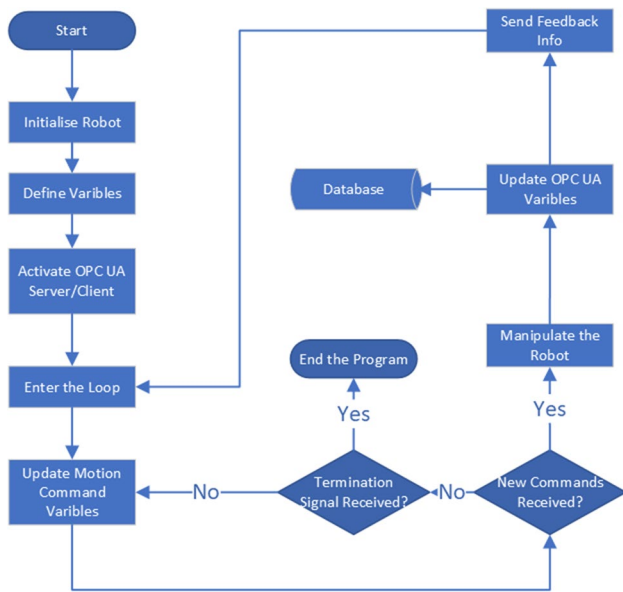 Start
Initialise Robot
Define Varibles
Activate OPC UA
Server/Client
Enter the Loop
Update Motion
Command
Varibles
Send Feedback
Info
Database
Update OPC UA
Varibles
End the Program
Manipulate the
Robot
Yes
Yes
No
Termination
Signal Received?
No
New Commands
Received?